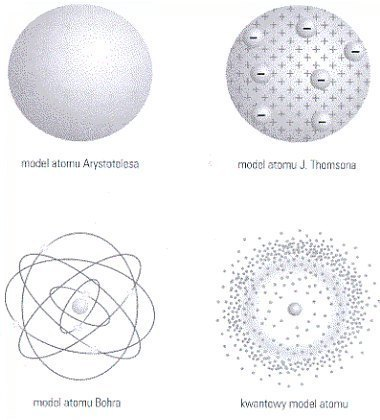 model atomu Arystotelesa
model atomu J. Thomsona
model atomu Bohra
kwantowy model atomu